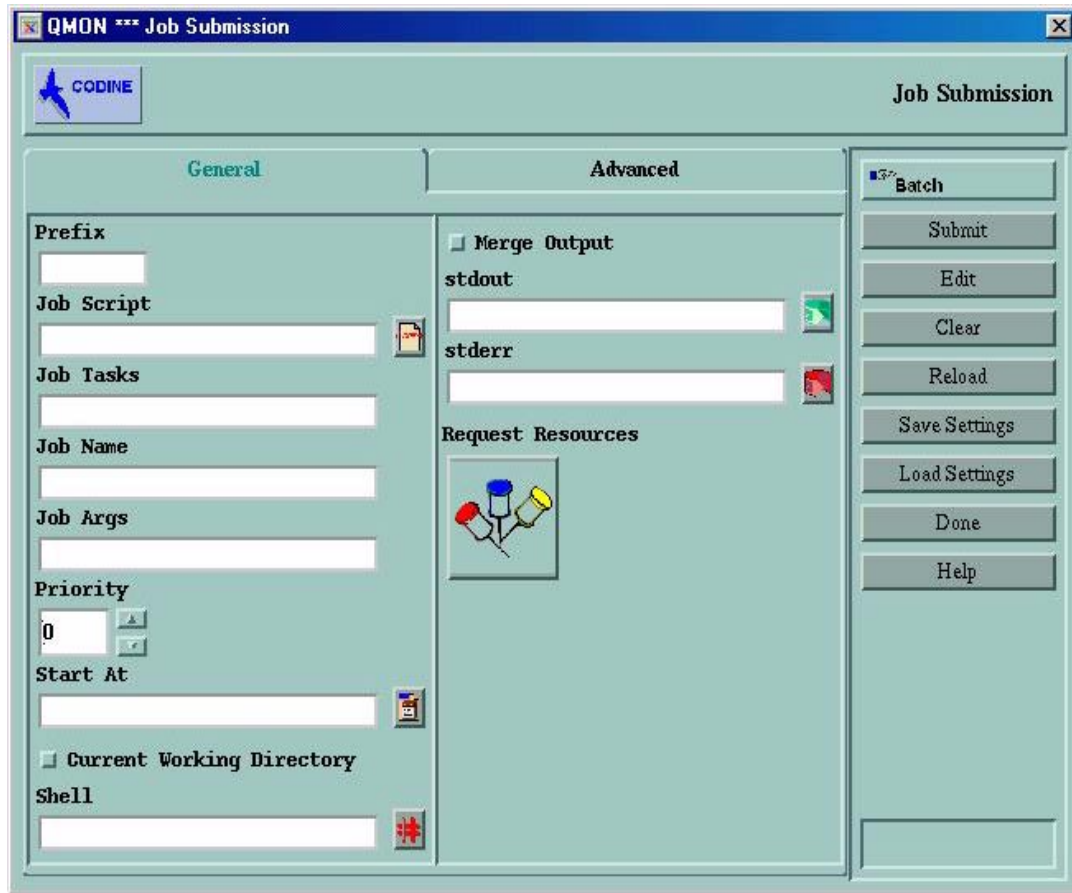 QMON *** Job Submission
CODINE
Job Submission
General
Advanced
Prefix
Job Script
Job Tasks
Job Name
Job Args
Priority
0
Start At
Current Working Directory
Shell
Merge Output
stdout
stderr
Request Resources
Batch
Submit
Edit
Clear
Reload
Save Settings
Load Settings
Done
Help